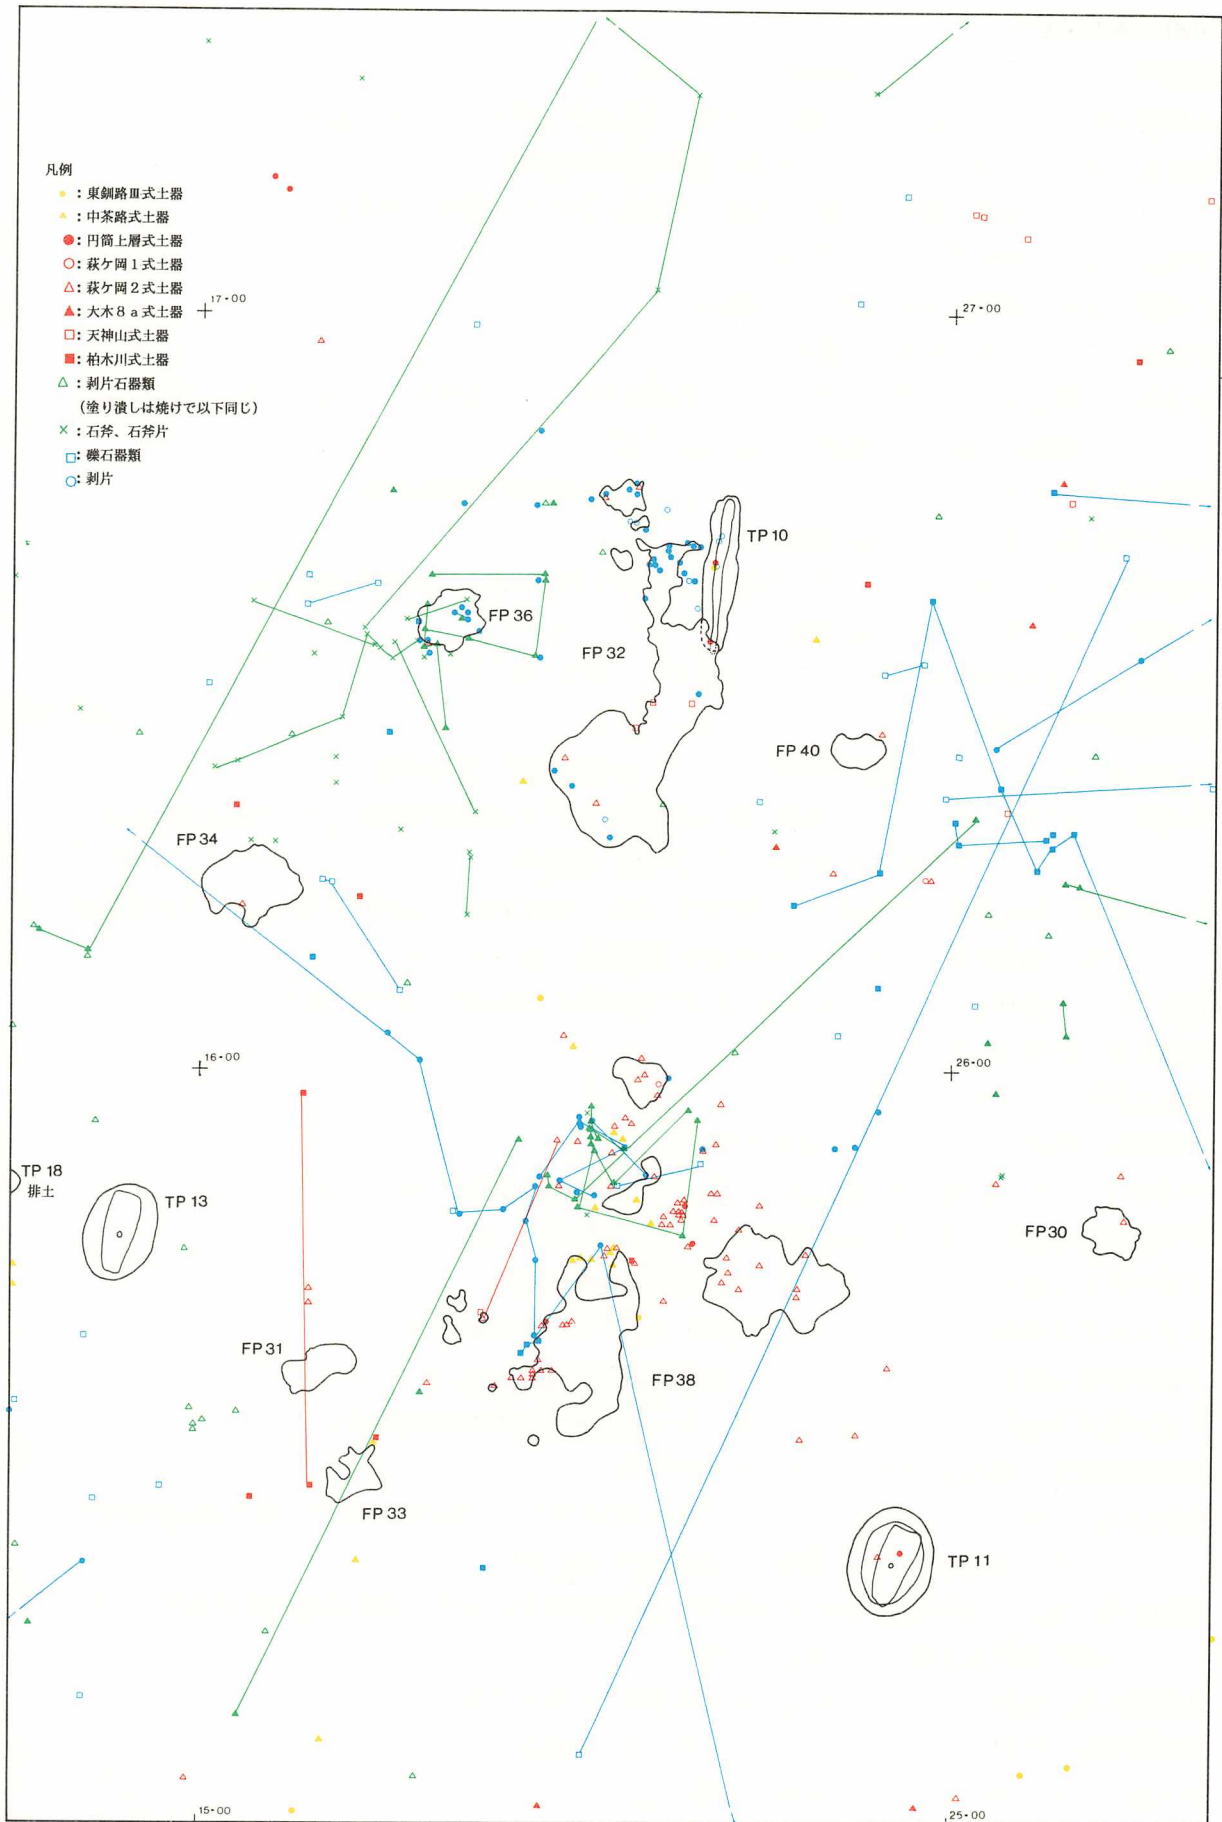 凡例
: 東釧路Ⅲ式土器
: 中茶路式土器
: 円筒上層式土器
: 萩ケ岡1式土器
: 萩ケ岡2式土器
: 大木8a式土器
: 天神山式土器
: 柏木川式土器
: 剥片石器類
(塗り潰しは焼けで以下同じ)
: 石斧、石斧片
: 礫石器類
: 剥片
17・00
27・00
TP 10
FP 36
FP 32
FP 40
FP 34
16・00
26・00
TP 18
排土
TP 13
FP 30
FP 31
FP 38
FP 33
TP 11
15・00
25・00